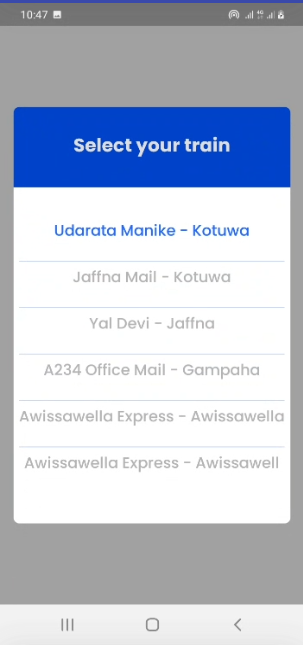 10:47
Select your train
Udarata Manike - Kotuwa
Jaffna Mail - Kotuwa
Yal Devi - Jaffna
A234 Office Mail - Gampaha
Awissawella Express - Awissawella
Awissawella Express - Awissawell